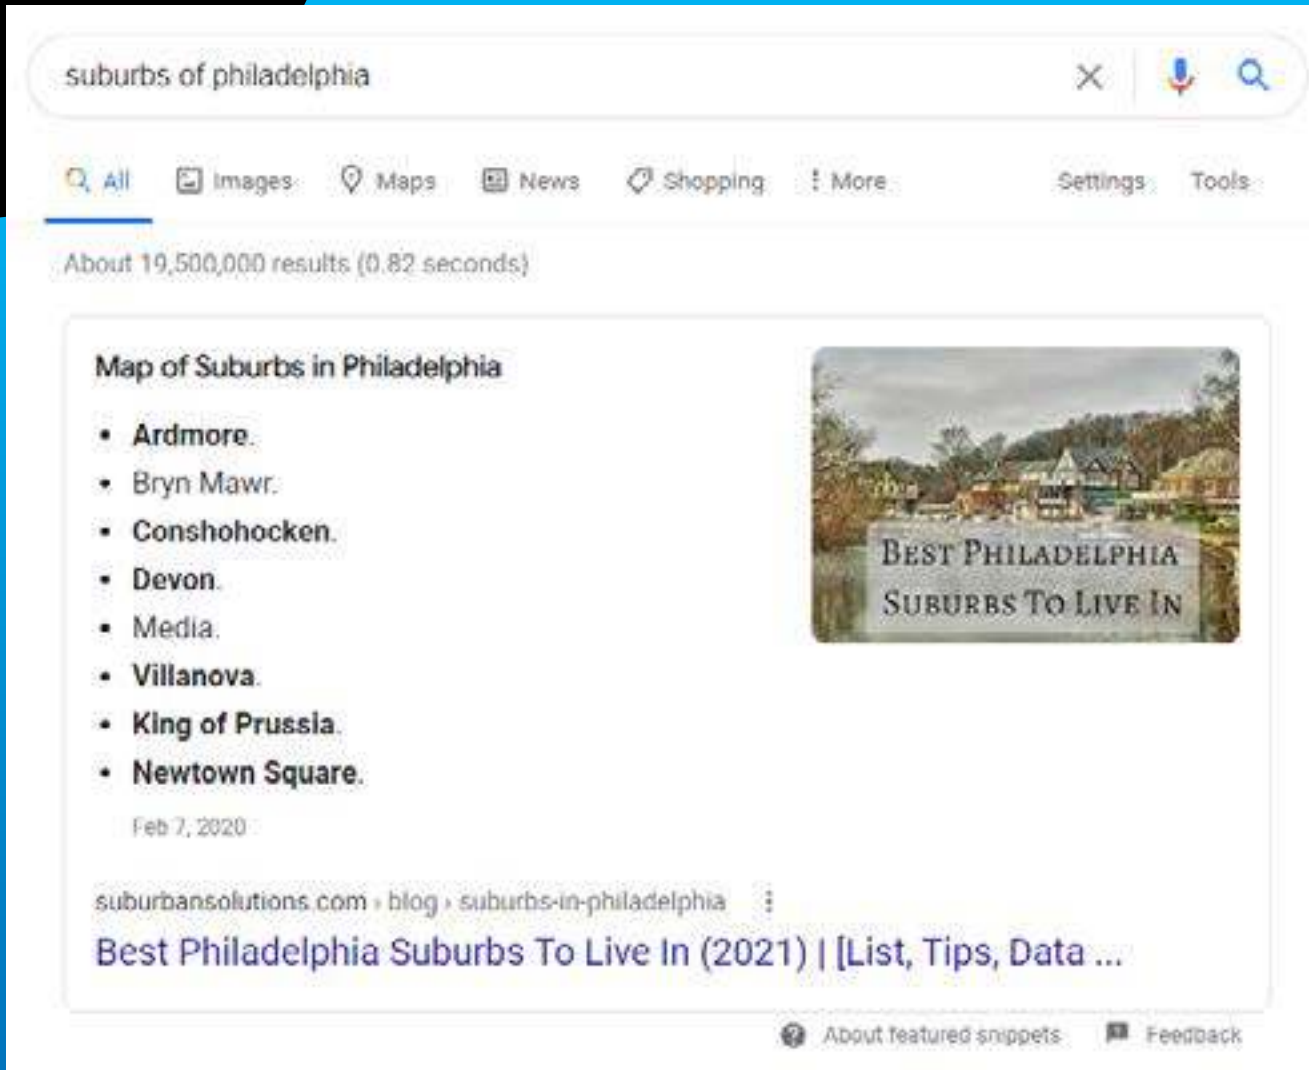 suburbs of philadelphia
All Images Maps News Shopping More Settings Tools
About 19,500,000 results (0.82 seconds)
Map of Suburbs in Philadelphia
• Ardmore.
• Bryn Mawr.
• Conshohocken.
• Devon.
• Media.
• Villanova.
• King of Prussia.
• Newtown Square.
Feb 7, 2020
BEST PHILADELPHIA
SUBURBS TO LIVE IN
suburbansolutions.com › blog › suburbs-in-philadelphia
Best Philadelphia Suburbs To Live In (2021) | [List, Tips, Data ...
About featured snippets Feedback